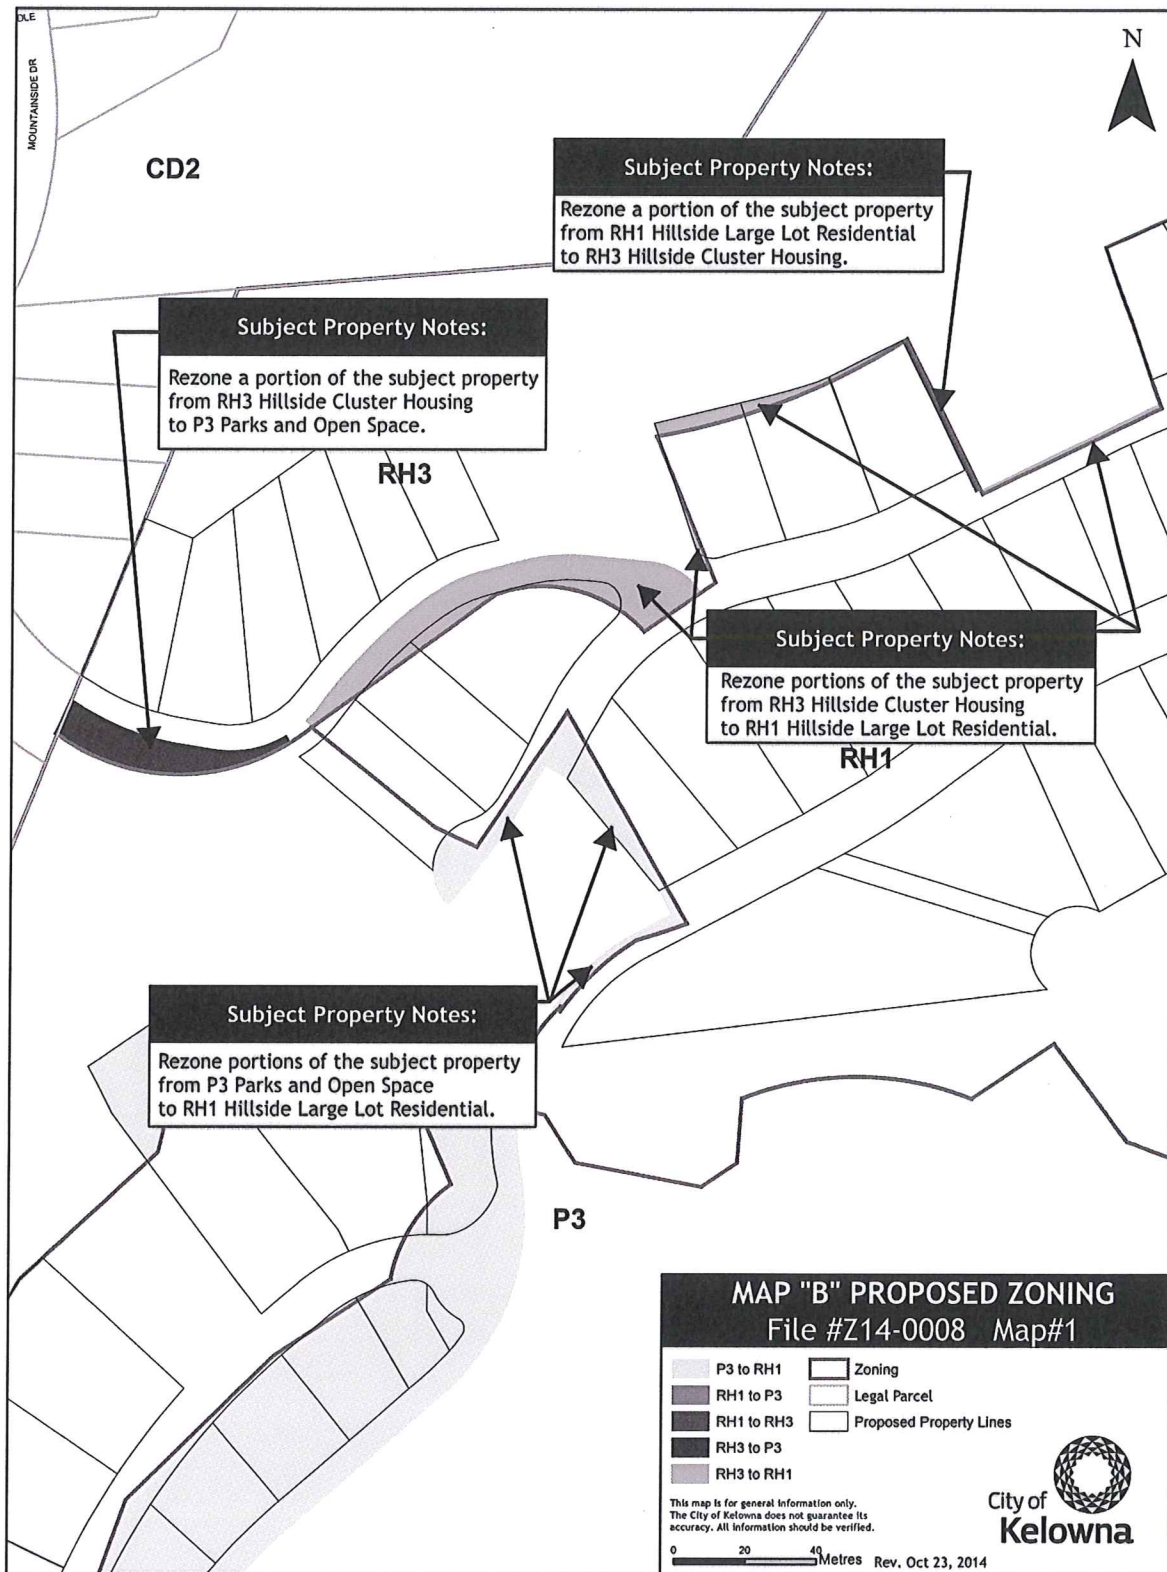 DLE
MOUNTAINSIDE DR
N
CD2
Subject Property Notes:
Rezone a portion of the subject property
from RH1 Hillside Large Lot Residential
to RH3 Hillside Cluster Housing.
Subject Property Notes:
Rezone a portion of the subject property
from RH3 Hillside Cluster Housing
to P3 Parks and Open Space.
RH3
Subject Property Notes:
Rezone portions of the subject property
from RH3 Hillside Cluster Housing
to RH1 Hillside Large Lot Residential.
RH1
Subject Property Notes:
Rezone portions of the subject property
from P3 Parks and Open Space
to RH1 Hillside Large Lot Residential.
P3
MAP "B" PROPOSED ZONING
File #Z14-0008 Map#1
P3 to RH1
RH1 to P3
RH1 to RH3
RH3 to P3
RH3 to RH1
Zoning
Legal Parcel
Proposed Property Lines
This map is for general information only.
The City of Kelowna does not guarantee its
accuracy. All information should be verified.
0 20 40 Metres
Rev. Oct 23, 2014
City of
Kelowna